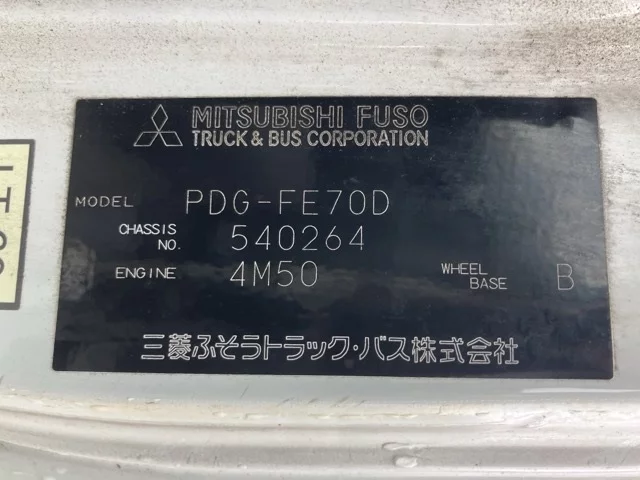 MITSUBISHI FUSO
TRUCK & BUS CORPORATION
MODEL PDG-FE70D
CHASSIS NO. 540264
ENGINE 4M50 WHEEL BASE B
三菱ふそうトラック・バス株式会社